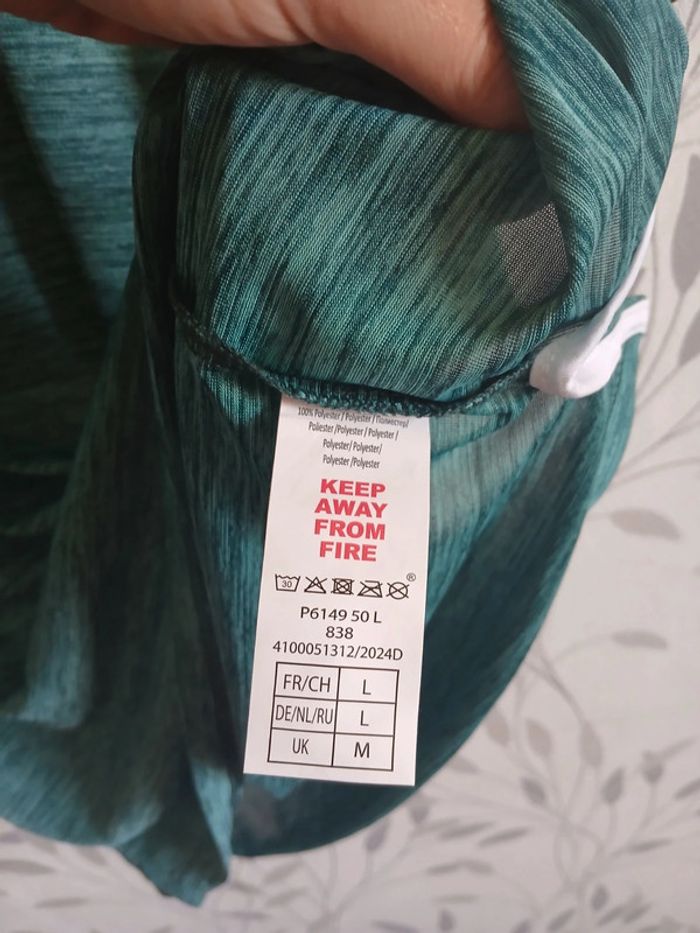 100% Polyester / Polyester / Полиестер/
Poliester /Polyester / Polyester /
Polyester/ Polyester/
Polyester /Polyester
KEEP
AWAY
FROM
FIRE
30
®
P6149 50 L
838
4100051312/2024D
FR/CH L
DE/NL/RU L
UK M